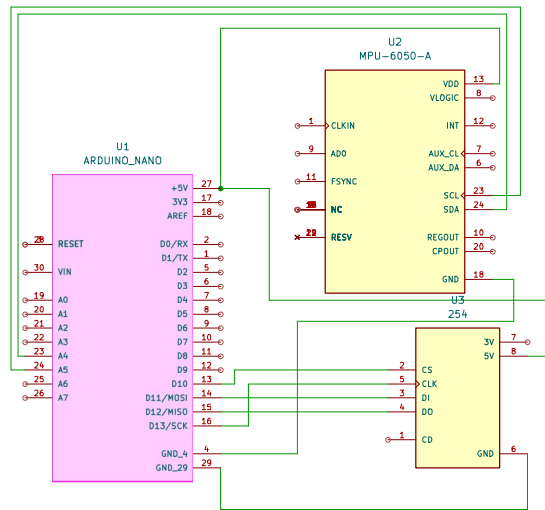 U2
MPU-6050-A
VDD 13
VLOGIC 8
1 CLKIN
INT 12
9 AD0
AUX_CL 7
AUX_DA 6
11 FSYNC
SCL 23
NC
SDA 24
RESV
REGOUT 10
CPOUT 20
GND 18
U1
ARDUINO_NANO
+5V 27
3V3 17
AREF 18
RESET
D0/RX 2
D1/TX 1
30 VIN
D2 5
D3 6
19 A0
D4 7
20 A1
D5 8
21 A2
D6 9
22 A3
D7 10
23 A4
D8 11
24 A5
D9 12
25 A6
D10 13
26 A7
D11/MOSI 14
D12/MISO 15
D13/SCK 16
GND_4 4
GND_29 29
U3
254
3V 7
5V 8
2 CS
5 CLK
3 DI
4 DO
1 CD
GND 6